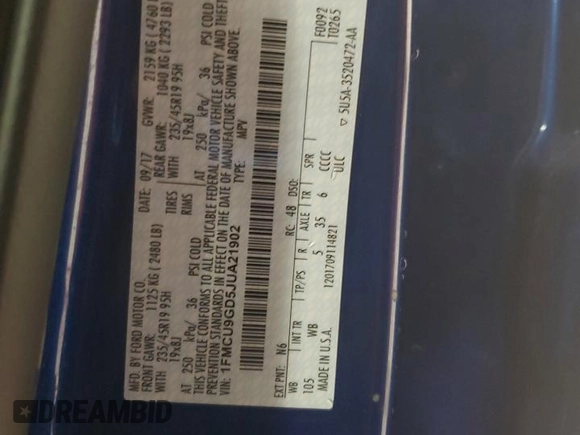 MFD. BY FORD MOTOR CO.
DATE: 09/17 GVWR: 2159 KG (4760 LB)
FRONT GAWR: 1125 KG (2480 LB) REAR GAWR: 1040 KG (2293 LB)
WITH 235/45R19 95H TIRES WITH 235/45R19 95H
19x8J RIMS 19x8J
AT 250 kPa/ 36 PSI COLD AT 250 kPa/ 36 PSI COLD
THIS VEHICLE CONFORMS TO ALL APPLICABLE FEDERAL MOTOR VEHICLE SAFETY AND THEFT
PREVENTION STANDARDS IN EFFECT ON THE DATE OF MANUFACTURE SHOWN ABOVE.
VIN: 1FMCU9GD5JUA21902 TYPE: MPV
F0092
T0265
EXT PNT: N6 RC: 48 DSO:
WB INT TR TP/PS R AXLE TR SPR
105 WB 5 35 6 CCCC
ULC
MADE IN U.S.A. 1201709114821 5U5A-3520472-AA
DREAMBID